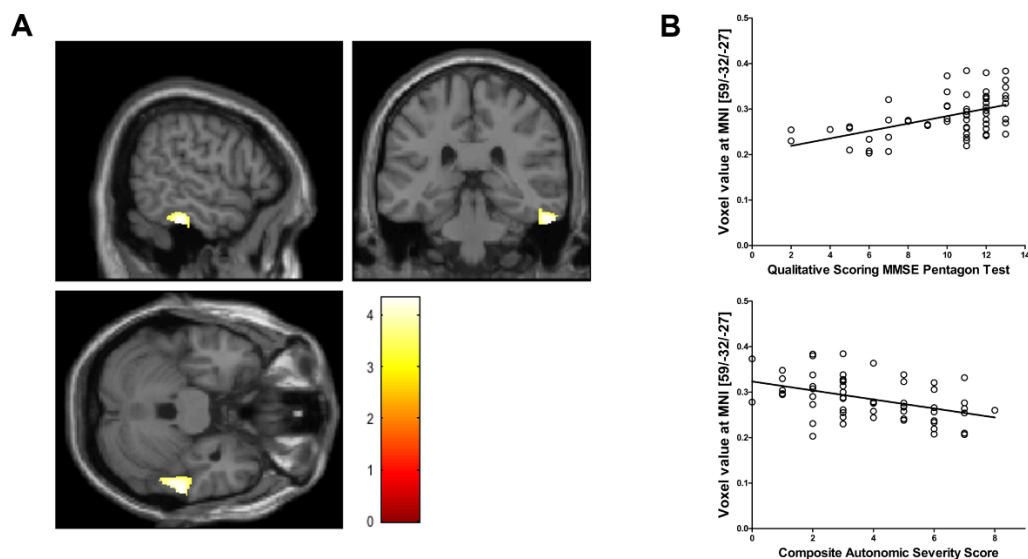 A
4
3
2
1
0
B
Voxel value at MNI [59/-32/-27]
0.5
0.4
0.3
0.2
0.1
0.0
0 2 4 6 8 10 12 14
Qualitative Scoring MMSE Pentagon Test
Voxel value at MNI [59/-32/-27]
0.5
0.4
0.3
0.2
0.1
0.0
0 2 4 6 8
Composite Autonomic Severity Score